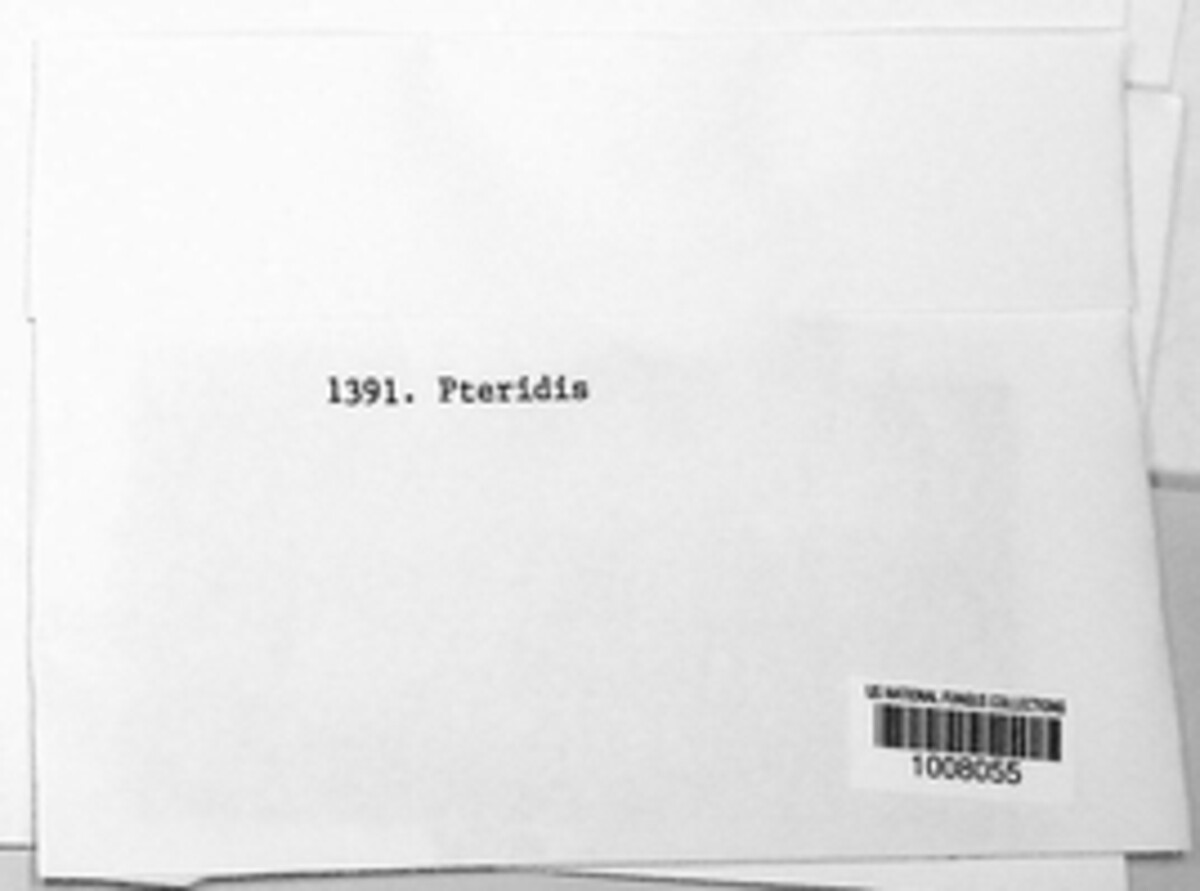 1391. Pteridis
US NATIONAL FUNGUS COLLECTIONS
1008055